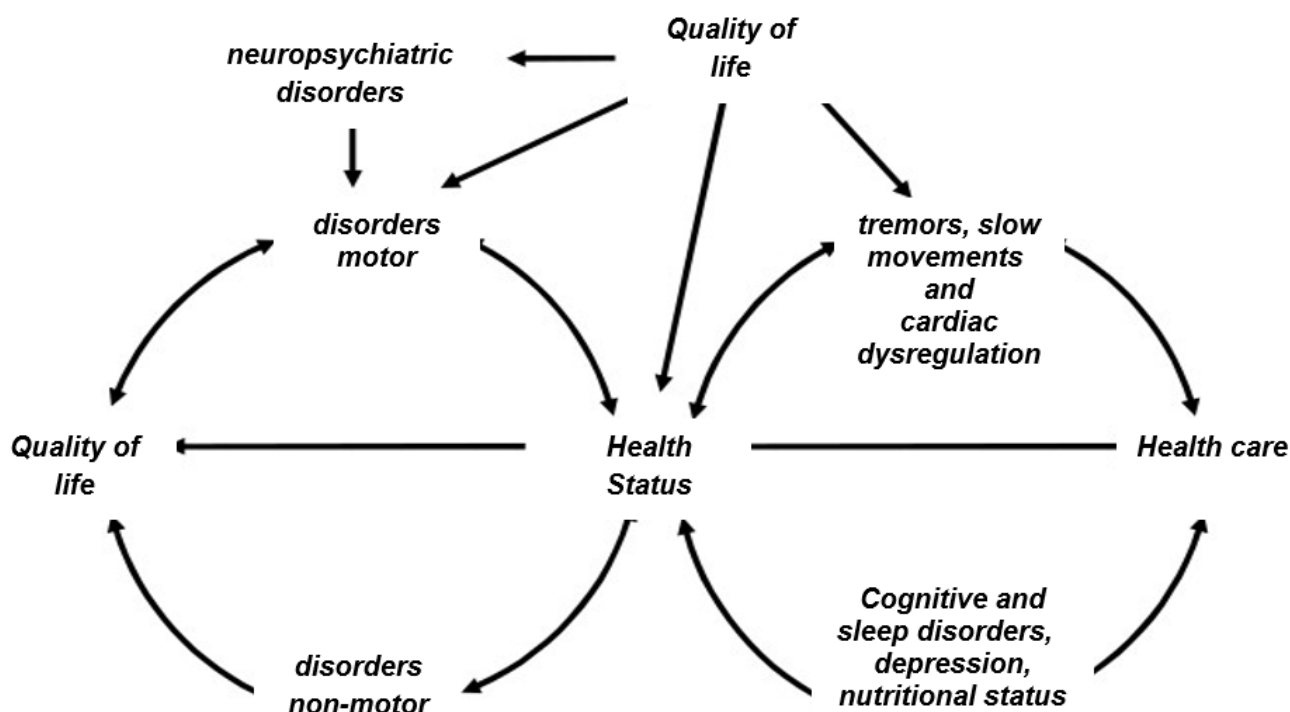 Quality of
life
neuropsychiatric
disorders
disorders
motor
tremors, slow
movements
and
cardiac
dysregulation
Quality of
life
Health
Status
Health care
disorders
non-motor
Cognitive and
sleep disorders,
depression,
nutritional status